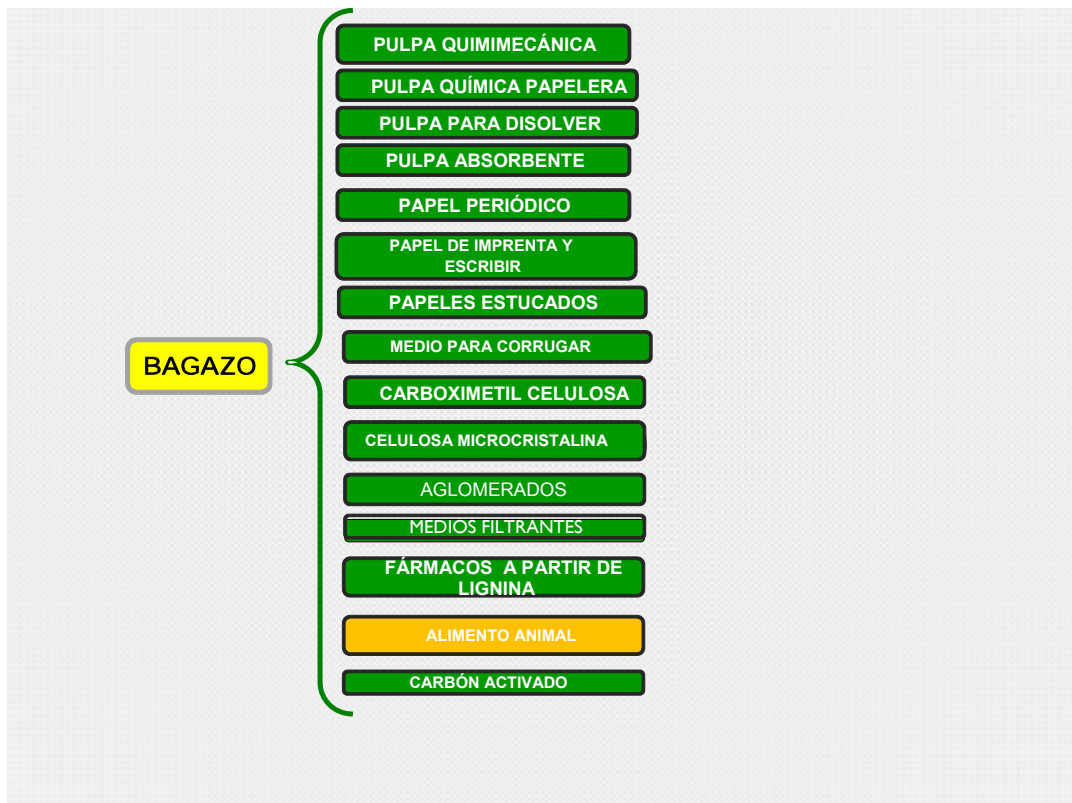 PULPA QUIMIMECÁNICA
PULPA QUÍMICA PAPELERA
PULPA PARA DISOLVER
PULPA ABSORBENTE
PAPEL PERIÓDICO
PAPEL DE IMPRENTA Y
ESCRIBIR
PAPELES ESTUCADOS
MEDIO PARA CORRUGAR
BAGAZO
CARBOXIMETIL CELULOSA
CELULOSA MICROCRISTALINA
AGLOMERADOS
MEDIOS FILTRANTES
FÁRMACOS A PARTIR DE
LIGNINA
ALIMENTO ANIMAL
CARBÓN ACTIVADO